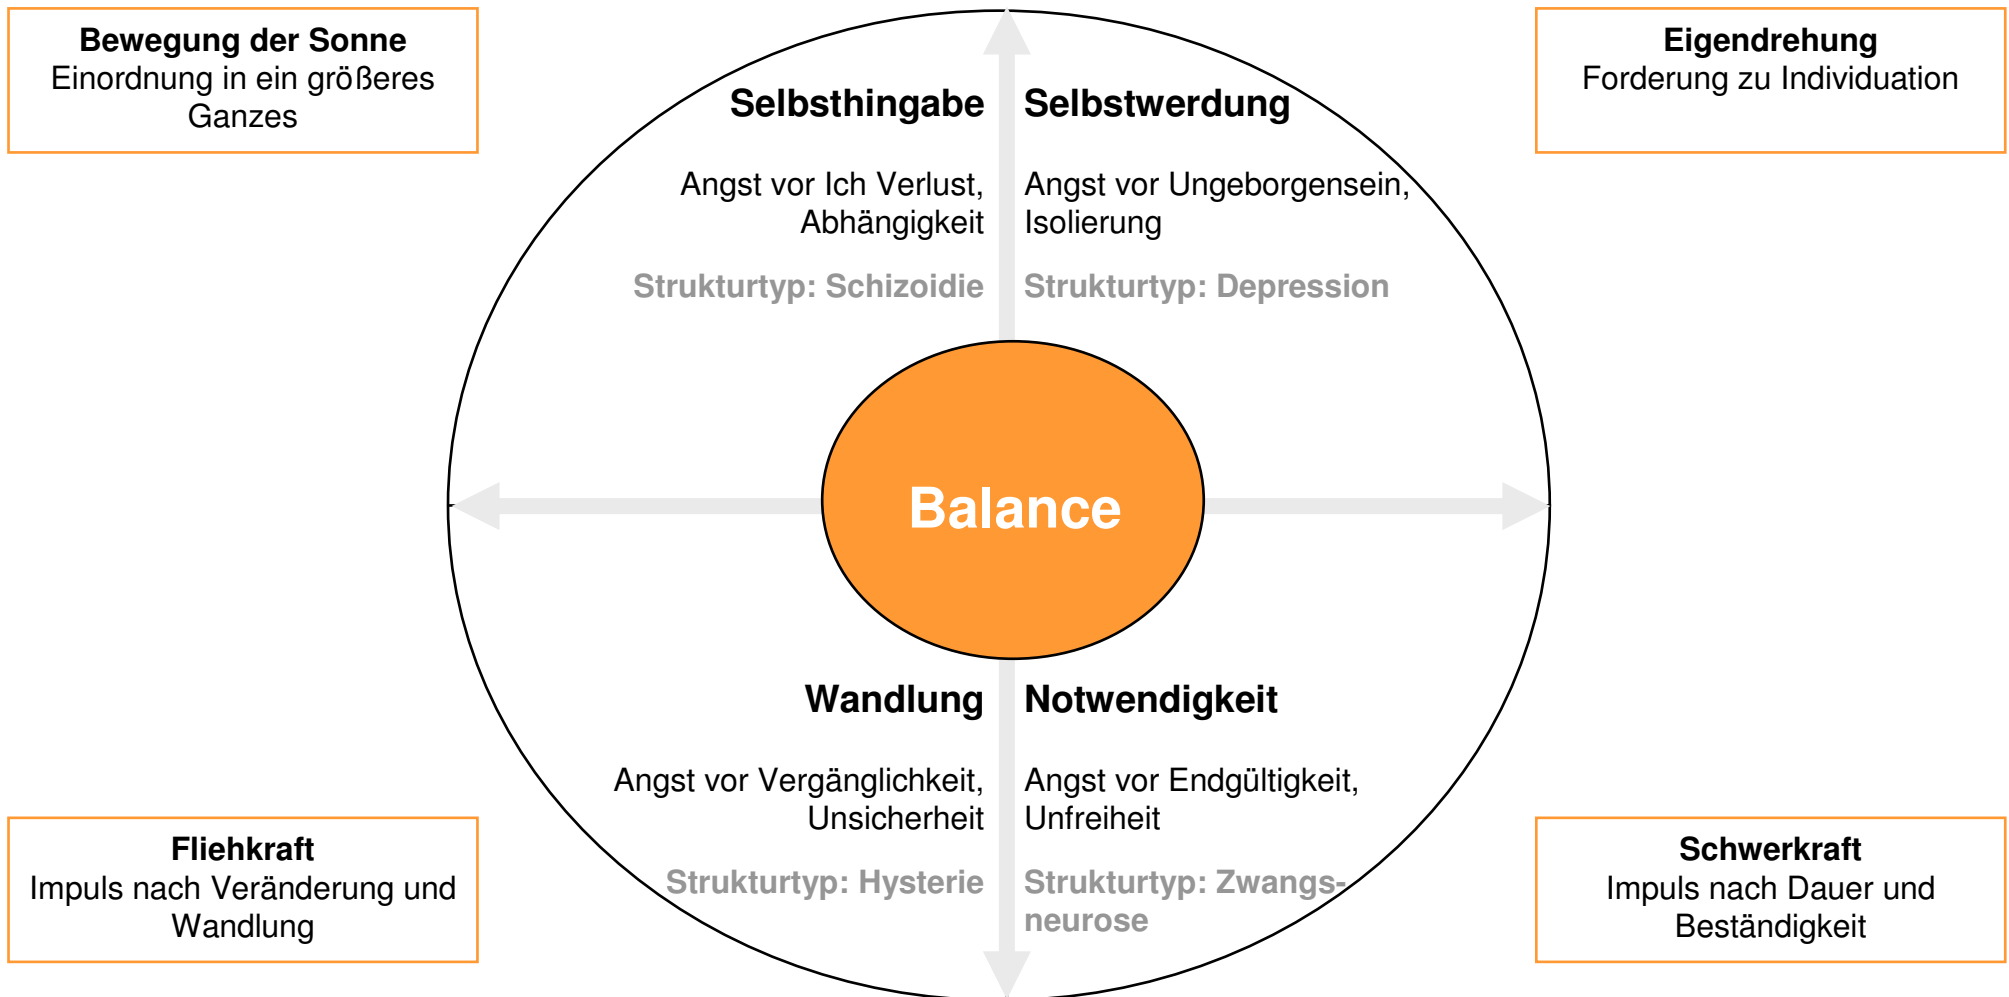 Bewegung der Sonne
Einordnung in ein größeres
Ganzes
Eigendrehung
Forderung zu Individuation
Selbsthingabe
Angst vor Ich Verlust,
Abhängigkeit
Strukturtyp: Schizoidie
Selbstwerdung
Angst vor Ungeborgensein,
Isolierung
Strukturtyp: Depression
Balance
Wandlung
Angst vor Vergänglichkeit,
Unsicherheit
Strukturtyp: Hysterie
Notwendigkeit
Angst vor Endgültigkeit,
Unfreiheit
Strukturtyp: Zwangs-
neurose
Fliehkraft
Impuls nach Veränderung und
Wandlung
Schwerkraft
Impuls nach Dauer und
Beständigkeit